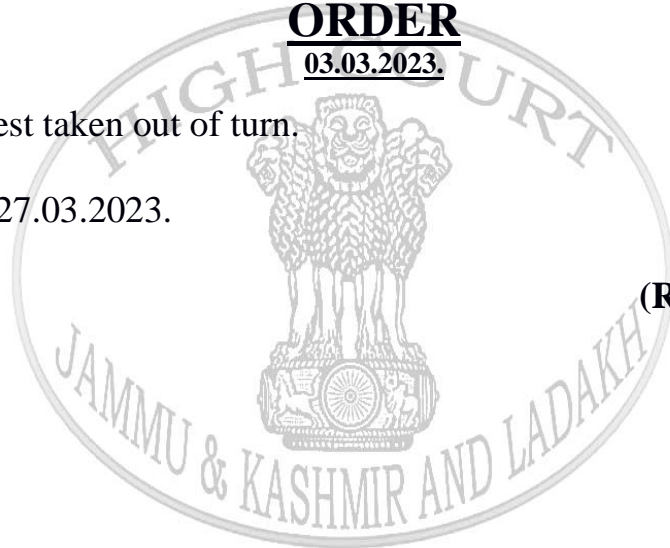 ORDER
03.03.2023.
est taken out of turn.
27.03.2023.
(R
HIGH COURT
JAMMU & KASHMIR AND LADAKH